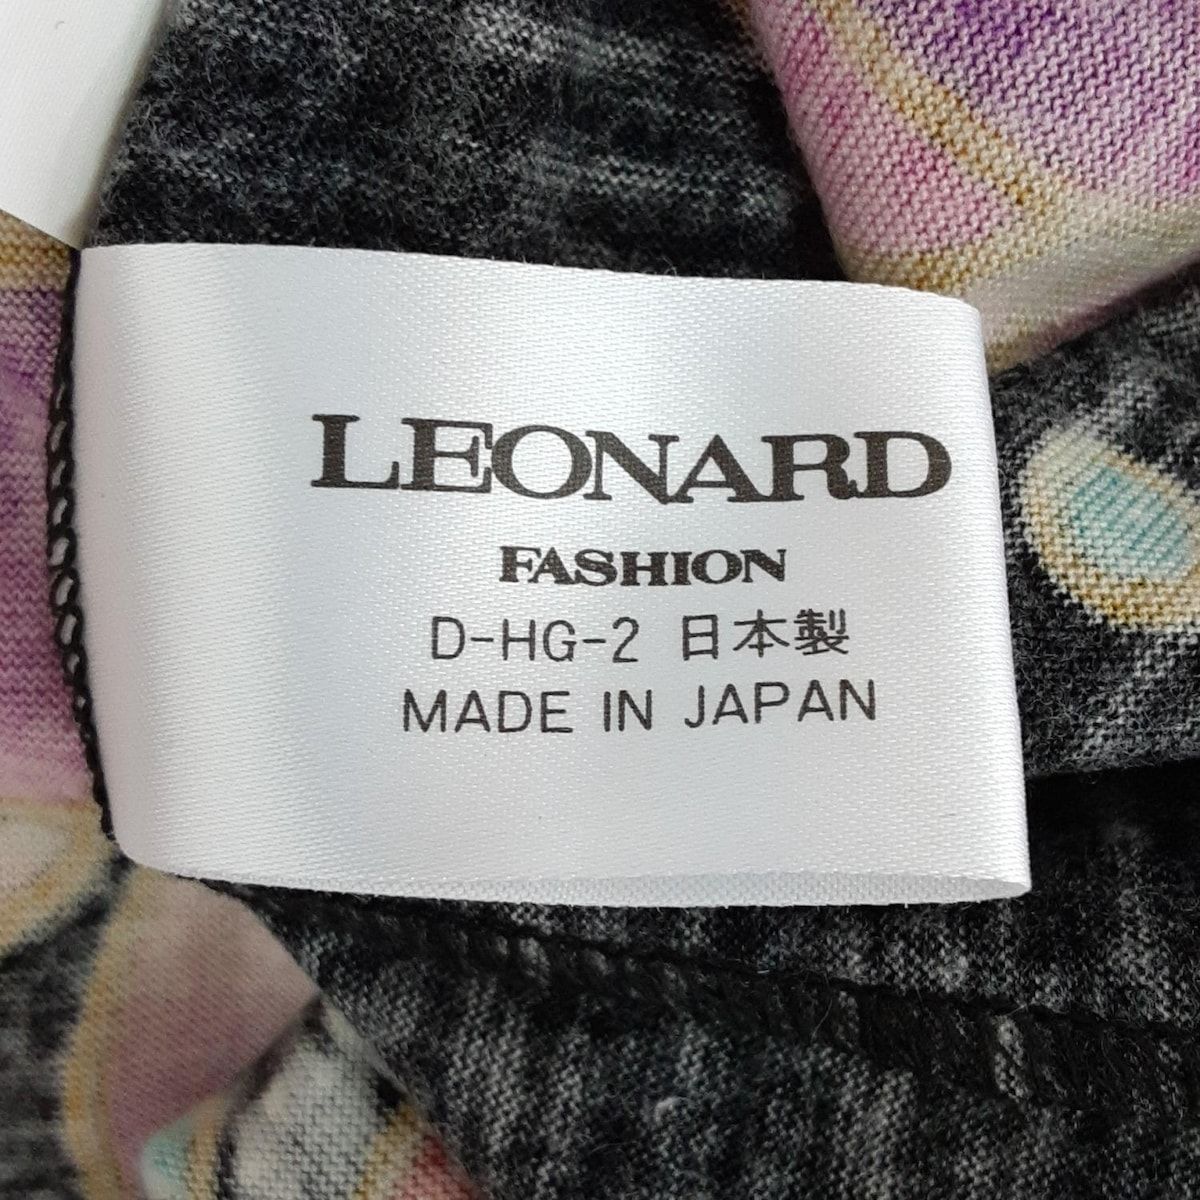 LEONARD
FASHION
D-HG-2 日本製
MADE IN JAPAN